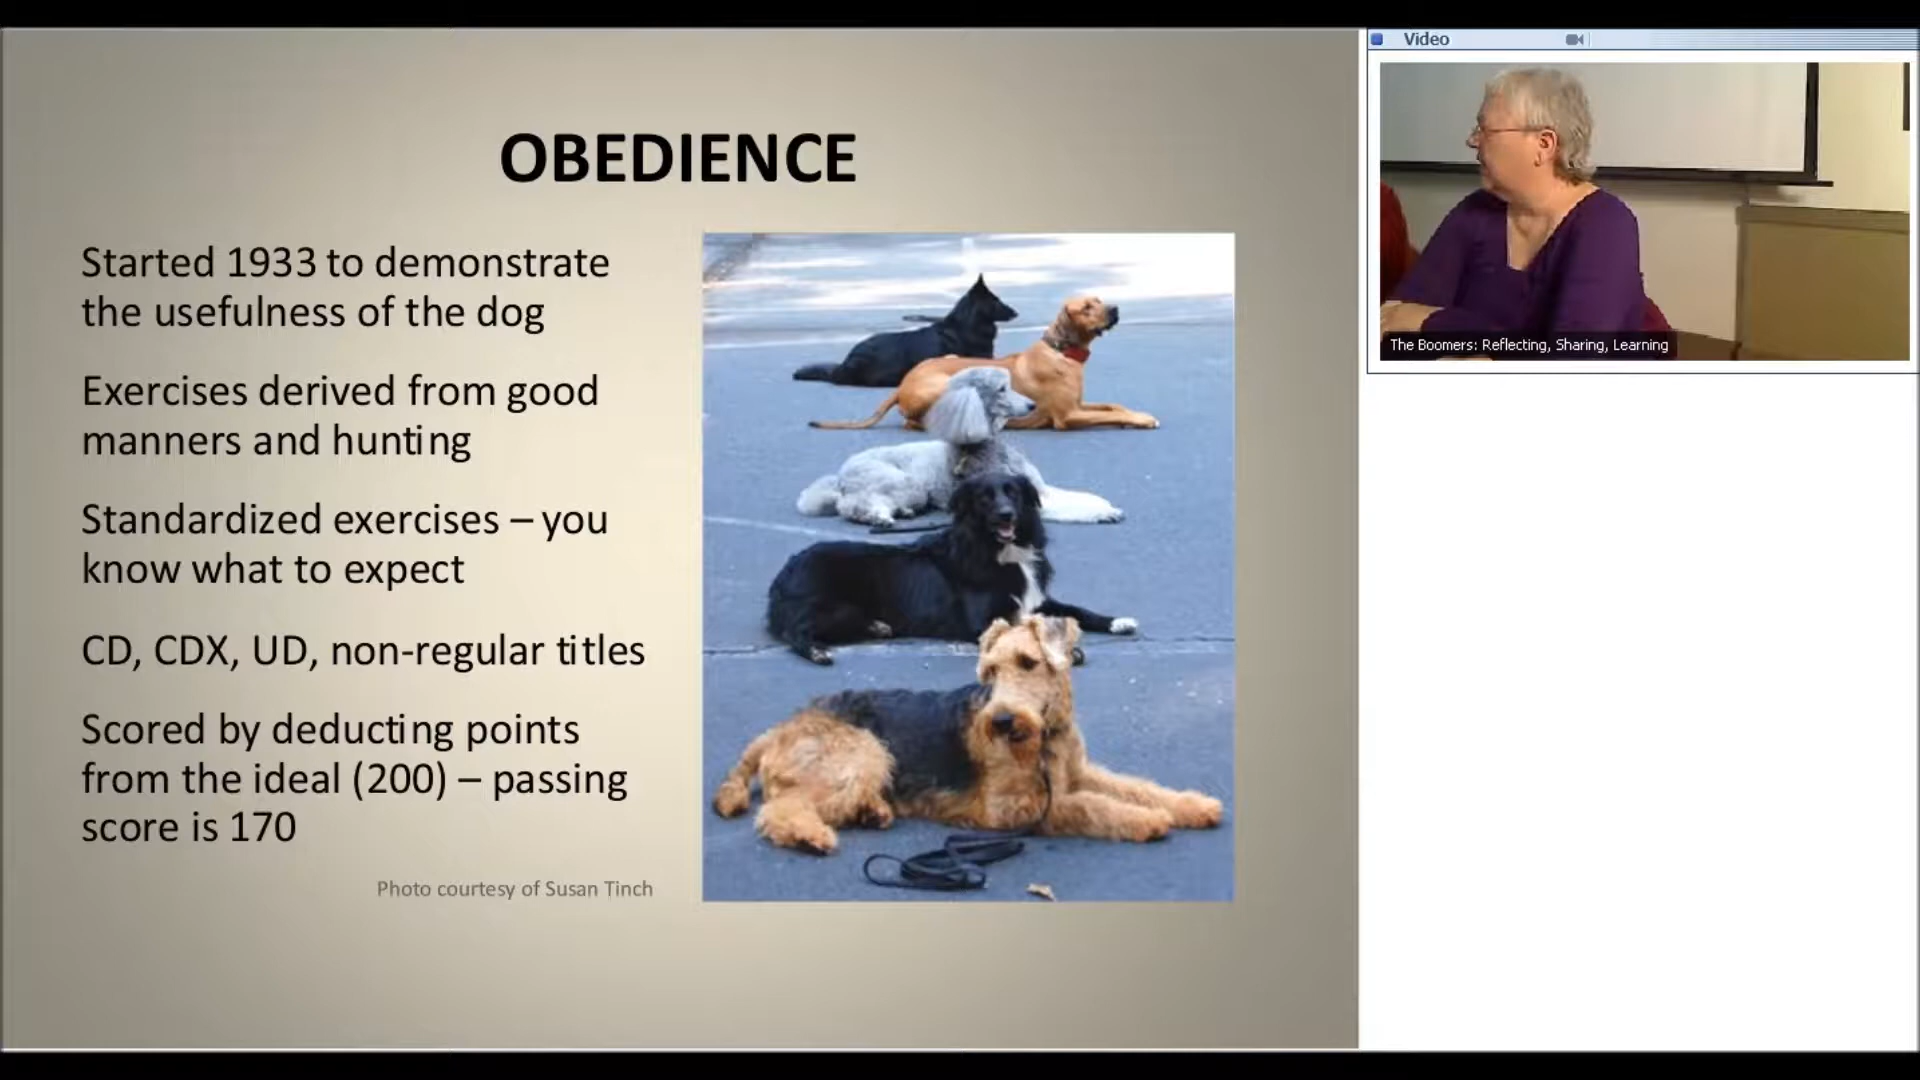 OBEDIENCE
Started 1933 to demonstrate
the usefulness of the dog
Exercises derived from good
manners and hunting
Standardized exercises – you
know what to expect
CD, CDX, UD, non-regular titles
Scored by deducting points
from the ideal (200) – passing
score is 170
Photo courtesy of Susan Tinch
Video
The Boomers: Reflecting, Sharing, Learning